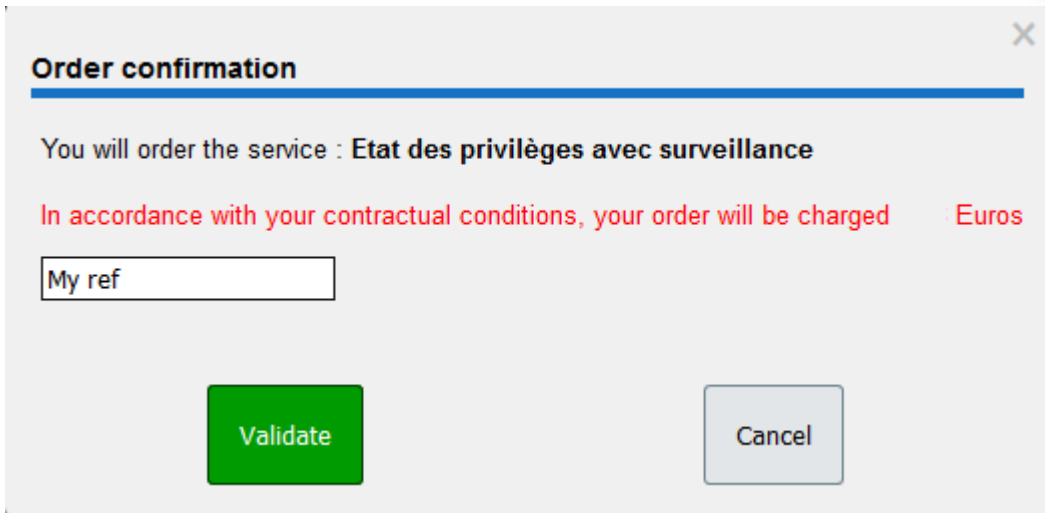 Order confirmation
You will order the service : Etat des privilèges avec surveillance
In accordance with your contractual conditions, your order will be charged Euros
My ref
Validate
Cancel